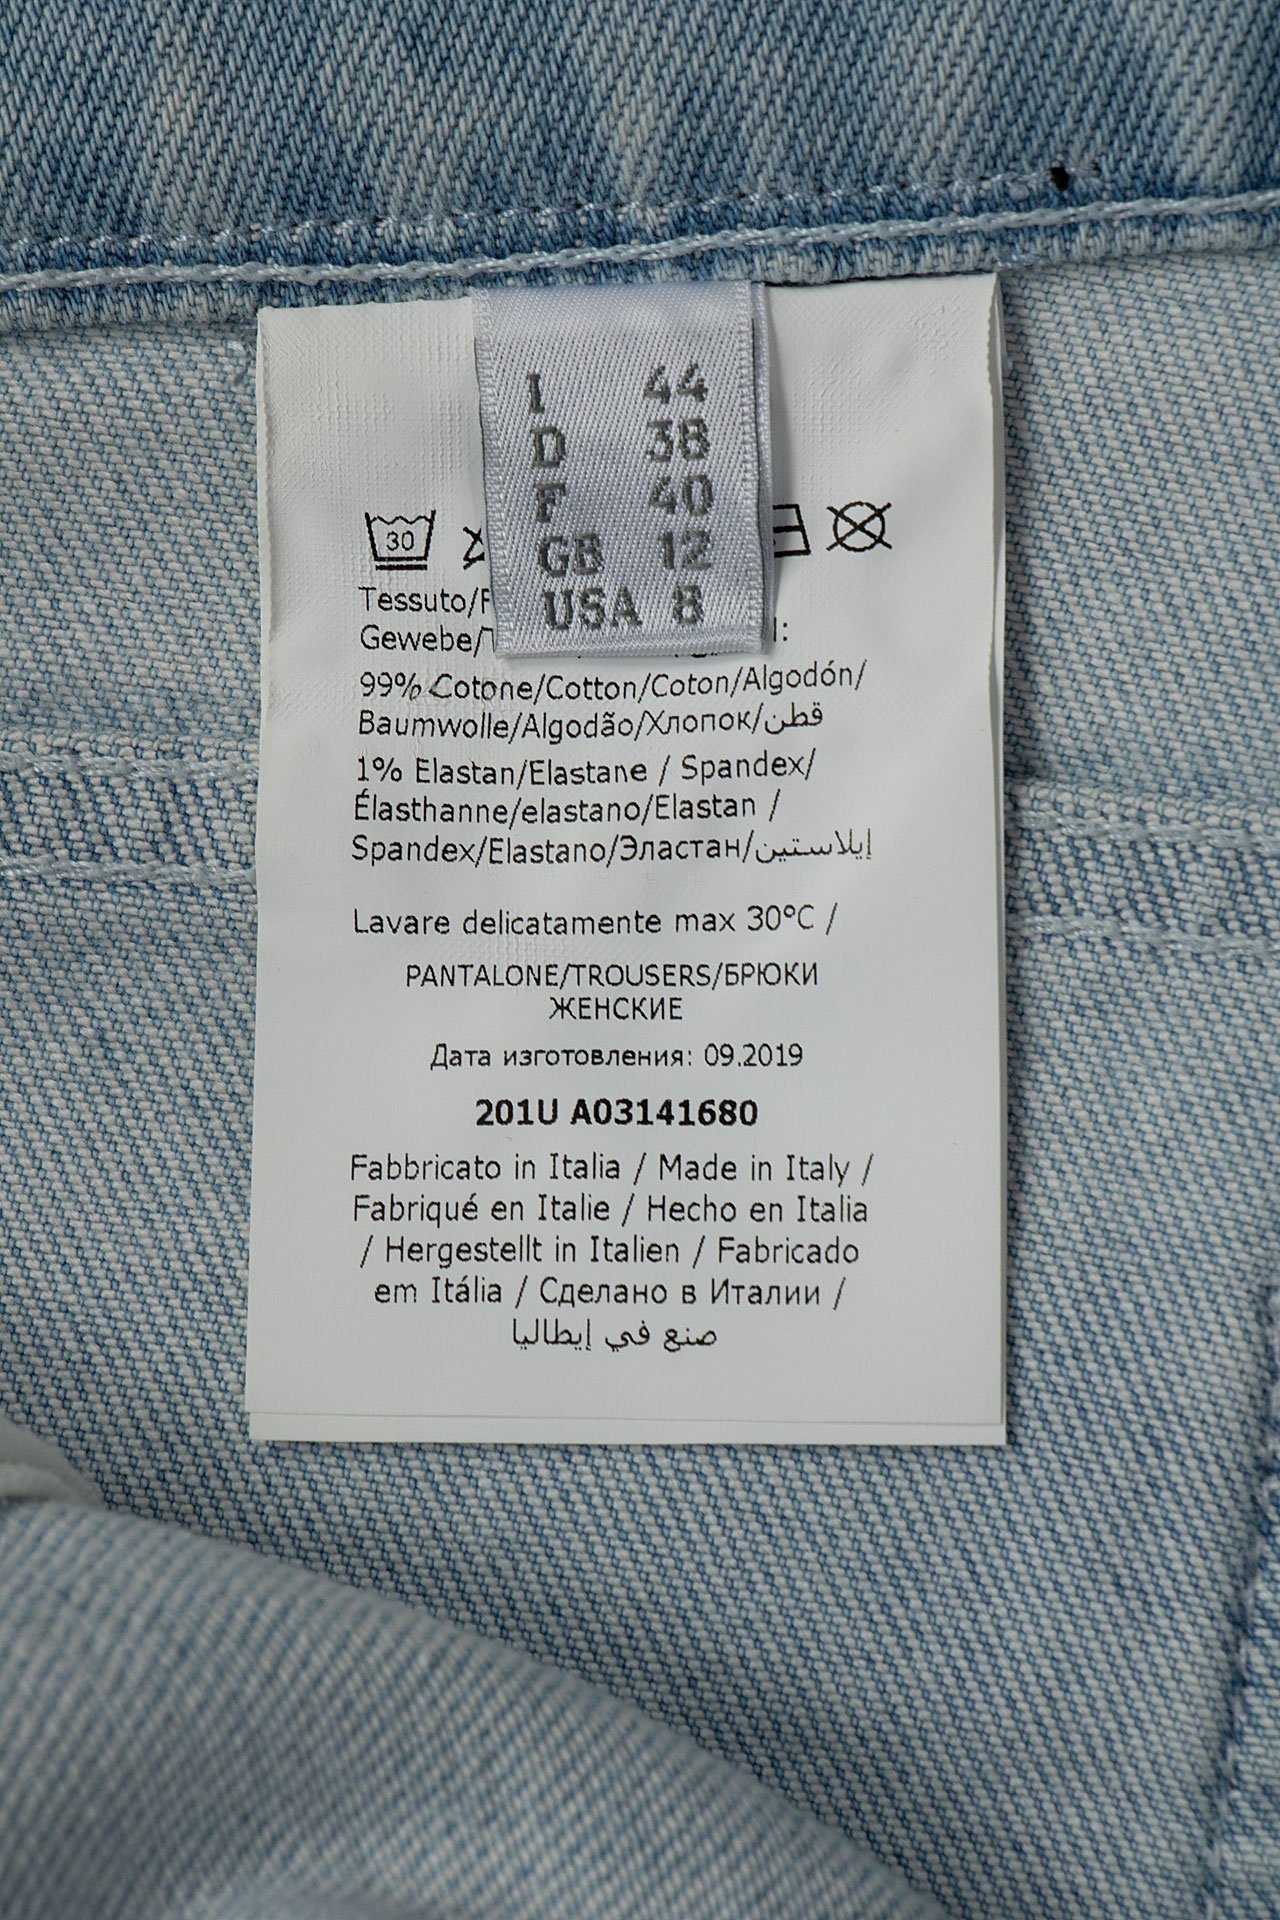 I 44
D 38
F 40
GB 12
USA 8
30
Tessuto/
Gewebe/
99% Cotone/Cotton/Coton/Algodón/
Baumwolle/Algodão/Хлопок/قطن
1% Elastan/Elastane / Spandex/
Élasthanne/elastano/Elastan /
Spandex/Elastano/Эластан/إيلاستين
Lavare delicatamente max 30°C /
PANTALONE/TROUSERS/БРЮКИ
ЖЕНСКИЕ
Дата изготовления: 09.2019
201U A03141680
Fabbricato in Italia / Made in Italy /
Fabriqué en Italie / Hecho en Italia
/ Hergestellt in Italien / Fabricado
em Itália / Сделано в Италии /
صنع في إيطاليا